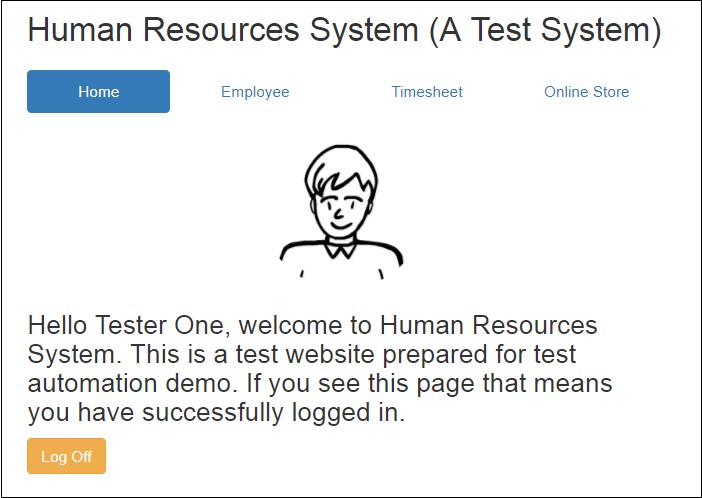 Human Resources System (A Test System)
Home Employee Timesheet Online Store
Hello Tester One, welcome to Human Resources
System. This is a test website prepared for test
automation demo. If you see this page that means
you have successfully logged in.
Log Off